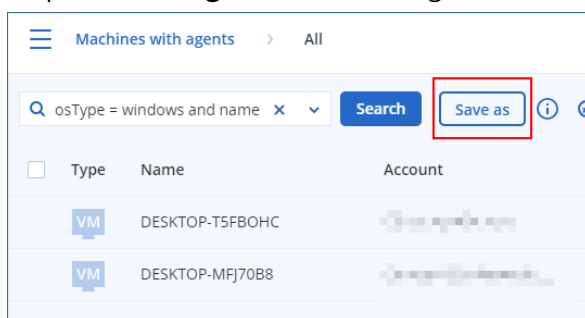 Machines with agents > All
osType = windows and name × Search Save as i
Type Name Account
VM DESKTOP-T5FBOHC
VM DESKTOP-MFJ70B8